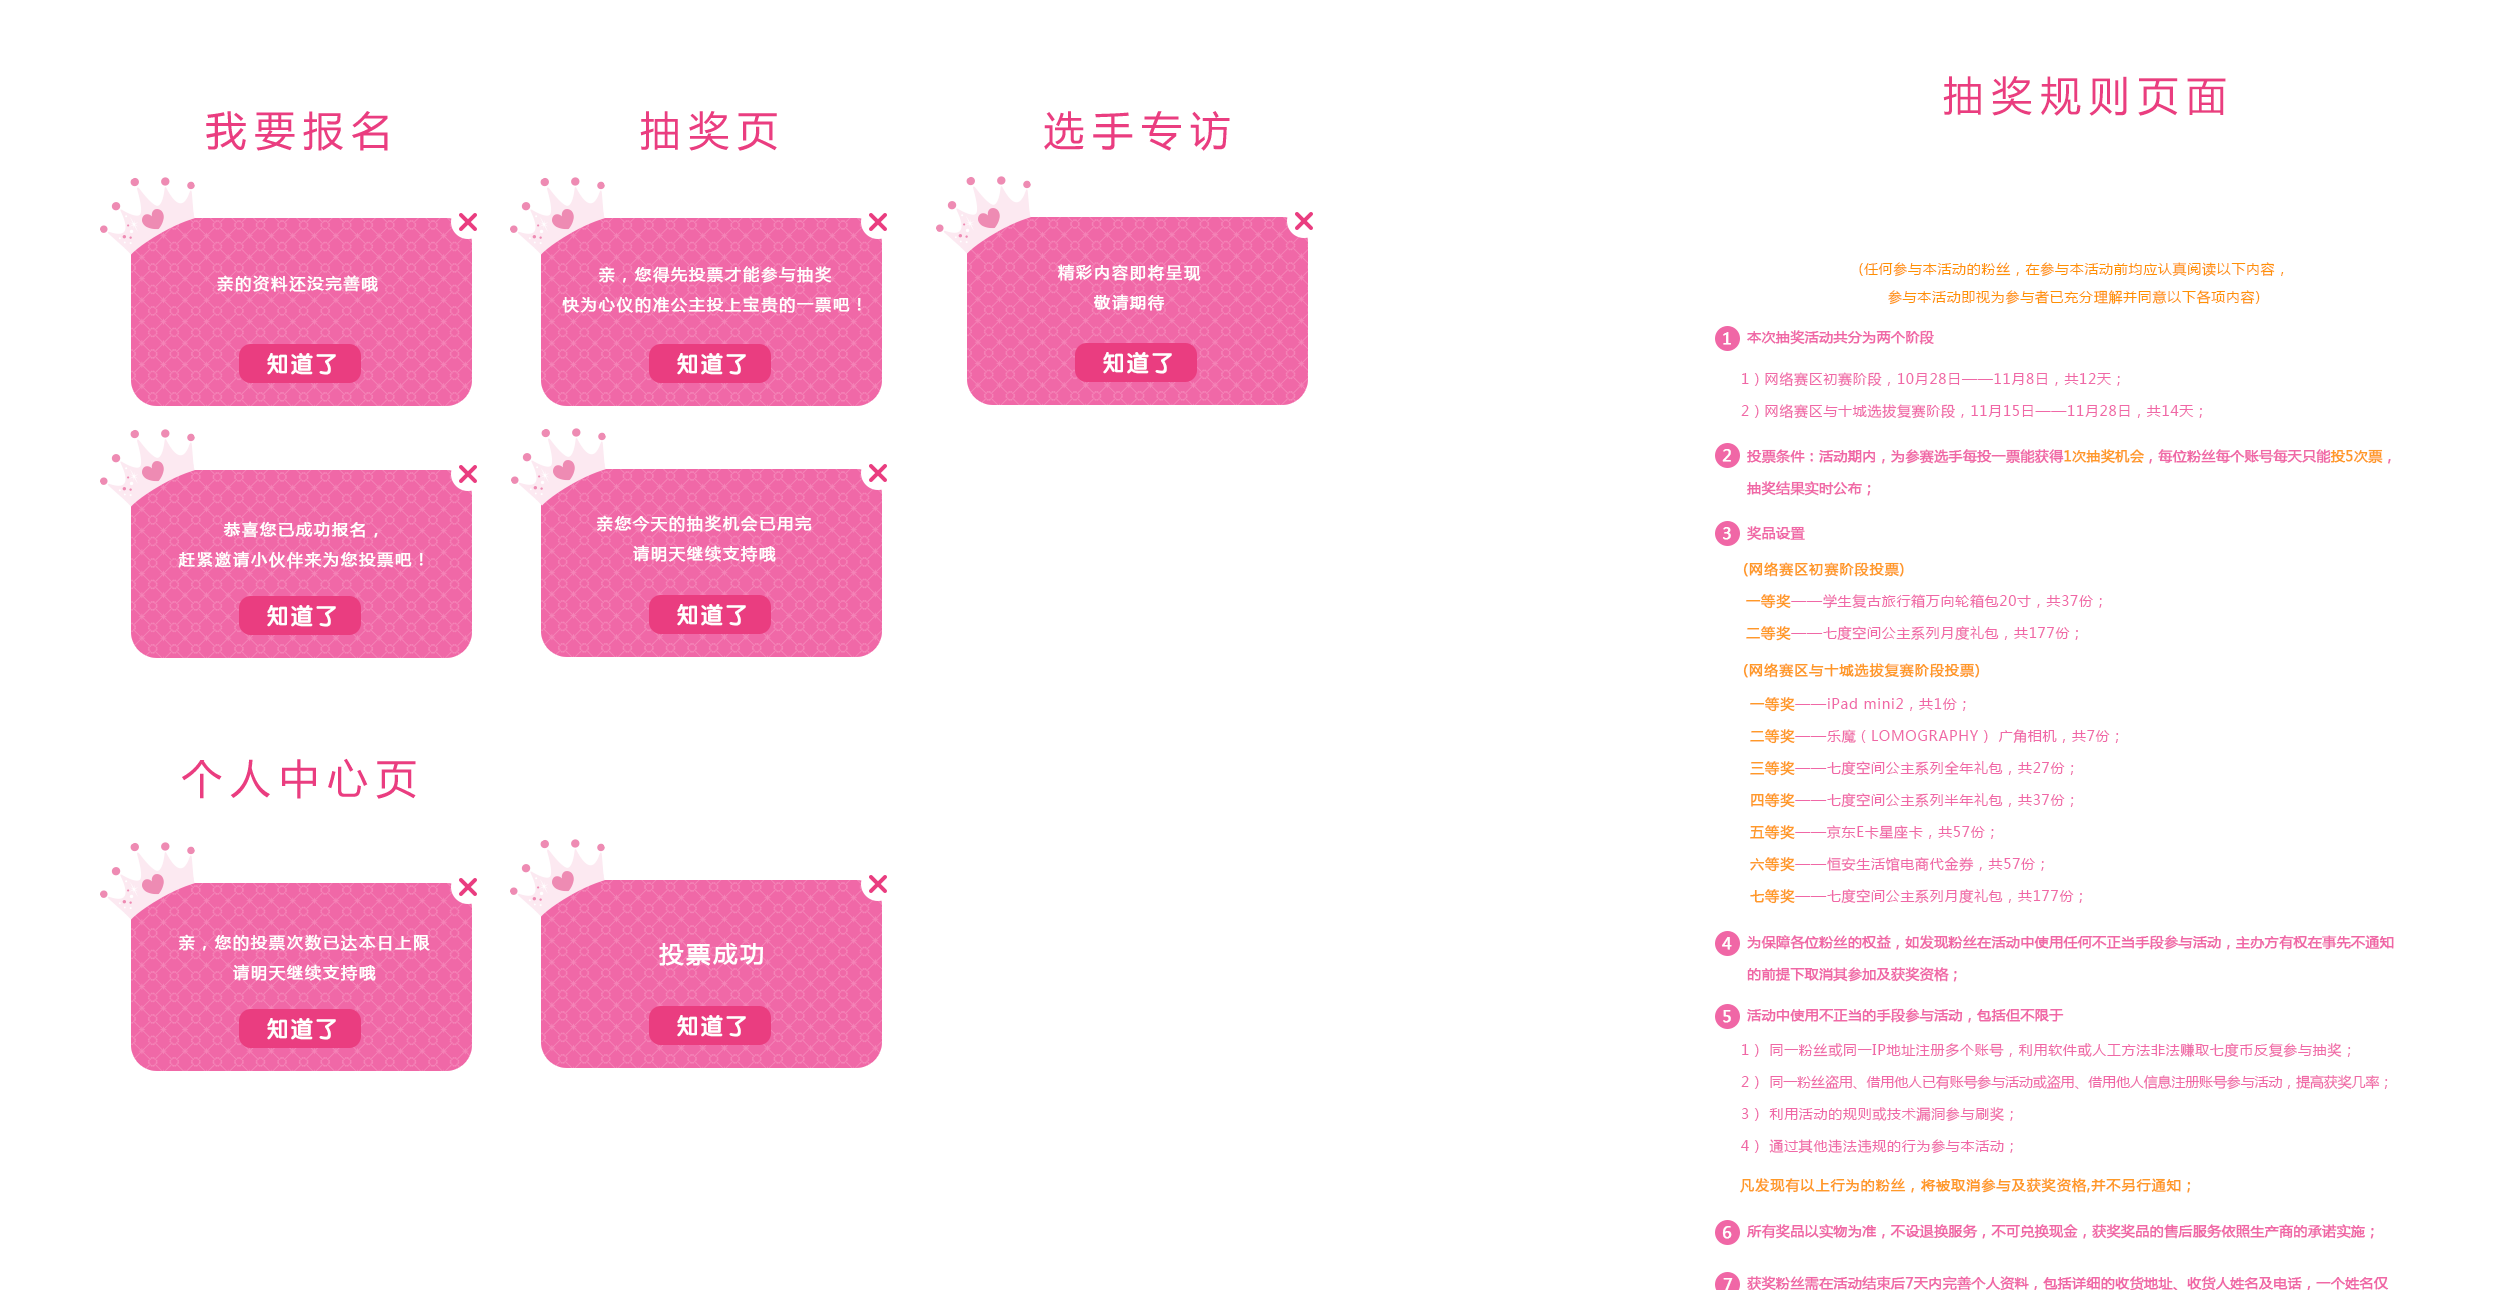 我要报名
亲的资料还没完善哦
知道了
恭喜您已成功报名，
赶紧邀请小伙伴来为您投票吧！
知道了
抽奖页
亲，您得先投票才能参与抽奖
快为心仪的准公主投上宝贵的一票吧！
知道了
亲您今天的抽奖机会已用完
请明天继续支持哦
知道了
选手专访
精彩内容即将呈现
敬请期待
知道了
个人中心页
亲，您的投票次数已达本日上限
请明天继续支持哦
知道了
投票成功
知道了
抽奖规则页面
(任何参与本活动的粉丝，在参与本活动前均应认真阅读以下内容，
参与本活动即视为参与者已充分理解并同意以下各项内容)
1 本次抽奖活动共分为两个阶段
1）网络赛区初赛阶段，10月28日——11月8日，共12天；
2）网络赛区与十城选拔复赛阶段，11月15日——11月28日，共14天；
2 投票条件：活动期内，为参赛选手每投一票能获得1次抽奖机会，每位粉丝每个账号每天只能投5次票，
抽奖结果实时公布；
3 奖品设置
(网络赛区初赛阶段投票)
一等奖——学生复古旅行箱万向轮箱包20寸，共37份；
二等奖——七度空间公主系列月度礼包，共177份；
(网络赛区与十城选拔复赛阶段投票)
一等奖——iPad mini2，共1份；
二等奖——乐魔（LOMOGRAPHY） 广角相机，共7份；
三等奖——七度空间公主系列全年礼包，共27份；
四等奖——七度空间公主系列半年礼包，共37份；
五等奖——京东E卡星座卡，共57份；
六等奖——恒安生活馆电商代金券，共57份；
七等奖——七度空间公主系列月度礼包，共177份；
4 为保障各位粉丝的权益，如发现粉丝在活动中使用任何不正当手段参与活动，主办方有权在事先不通知
的前提下取消其参加及获奖资格；
5 活动中使用不正当的手段参与活动，包括但不限于
1） 同一粉丝或同一IP地址注册多个账号，利用软件或人工方法非法赚取七度币反复参与抽奖；
2） 同一粉丝盗用、借用他人已有账号参与活动或盗用、借用他人信息注册账号参与活动，提高获奖几率；
3） 利用活动的规则或技术漏洞参与刷奖；
4） 通过其他违法违规的行为参与本活动；
凡发现有以上行为的粉丝，将被取消参与及获奖资格,并不另行通知；
6 所有奖品以实物为准，不设退换服务，不可兑换现金，获奖奖品的售后服务依照生产商的承诺实施；
7 获奖粉丝需在活动结束后7天内完善个人资料，包括详细的收货地址、收货人姓名及电话，一个姓名仅